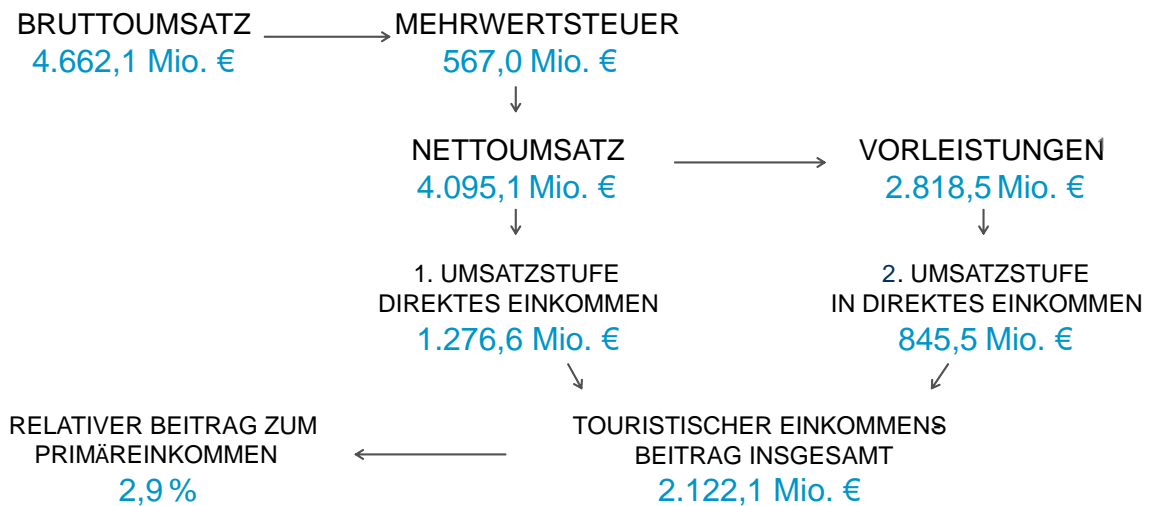 BRUTTOUMSATZ
4.662,1 Mio. €
MEHRWERTSTEUER
567,0 Mio. €
NETTOUMSATZ
4.095,1 Mio. €
VORLEISTUNGEN
2.818,5 Mio. €
1. UMSATZSTUFE
DIREKTES EINKOMMEN
1.276,6 Mio. €
2. UMSATZSTUFE
IN DIREKTES EINKOMMEN
845,5 Mio. €
TOURISTISCHER EINKOMMENS
BEITRAG INSGESAMT
2.122,1 Mio. €
RELATIVER BEITRAG ZUM
PRIMÄREINKOMMEN
2,9 %